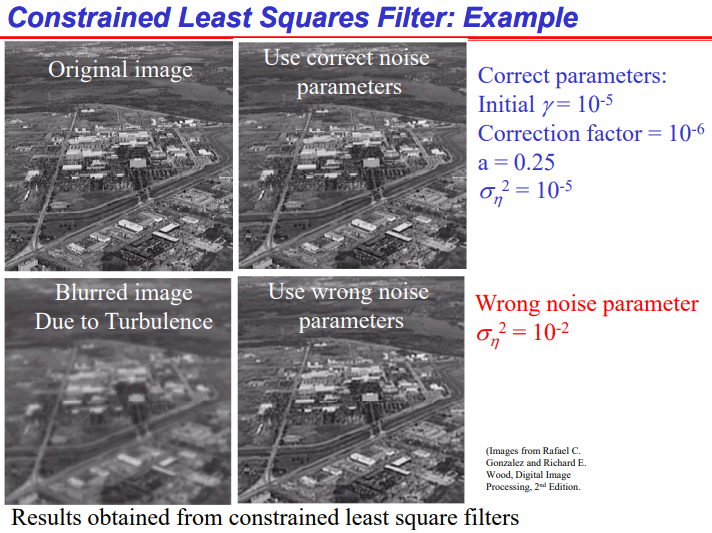 Constrained Least Squares Filter: Example
Original image
Use correct noise
parameters
Correct parameters:
Initial γ = 10⁻⁵
Correction factor = 10⁻⁶
a = 0.25
σ_η² = 10⁻⁵
Blurred image
Due to Turbulence
Use wrong noise
parameters
Wrong noise parameter
σ_η² = 10⁻²
(Images from Rafael C.
Gonzalez and Richard E.
Wood, Digital Image
Processing, 2ⁿᵈ Edition.
Results obtained from constrained least square filters